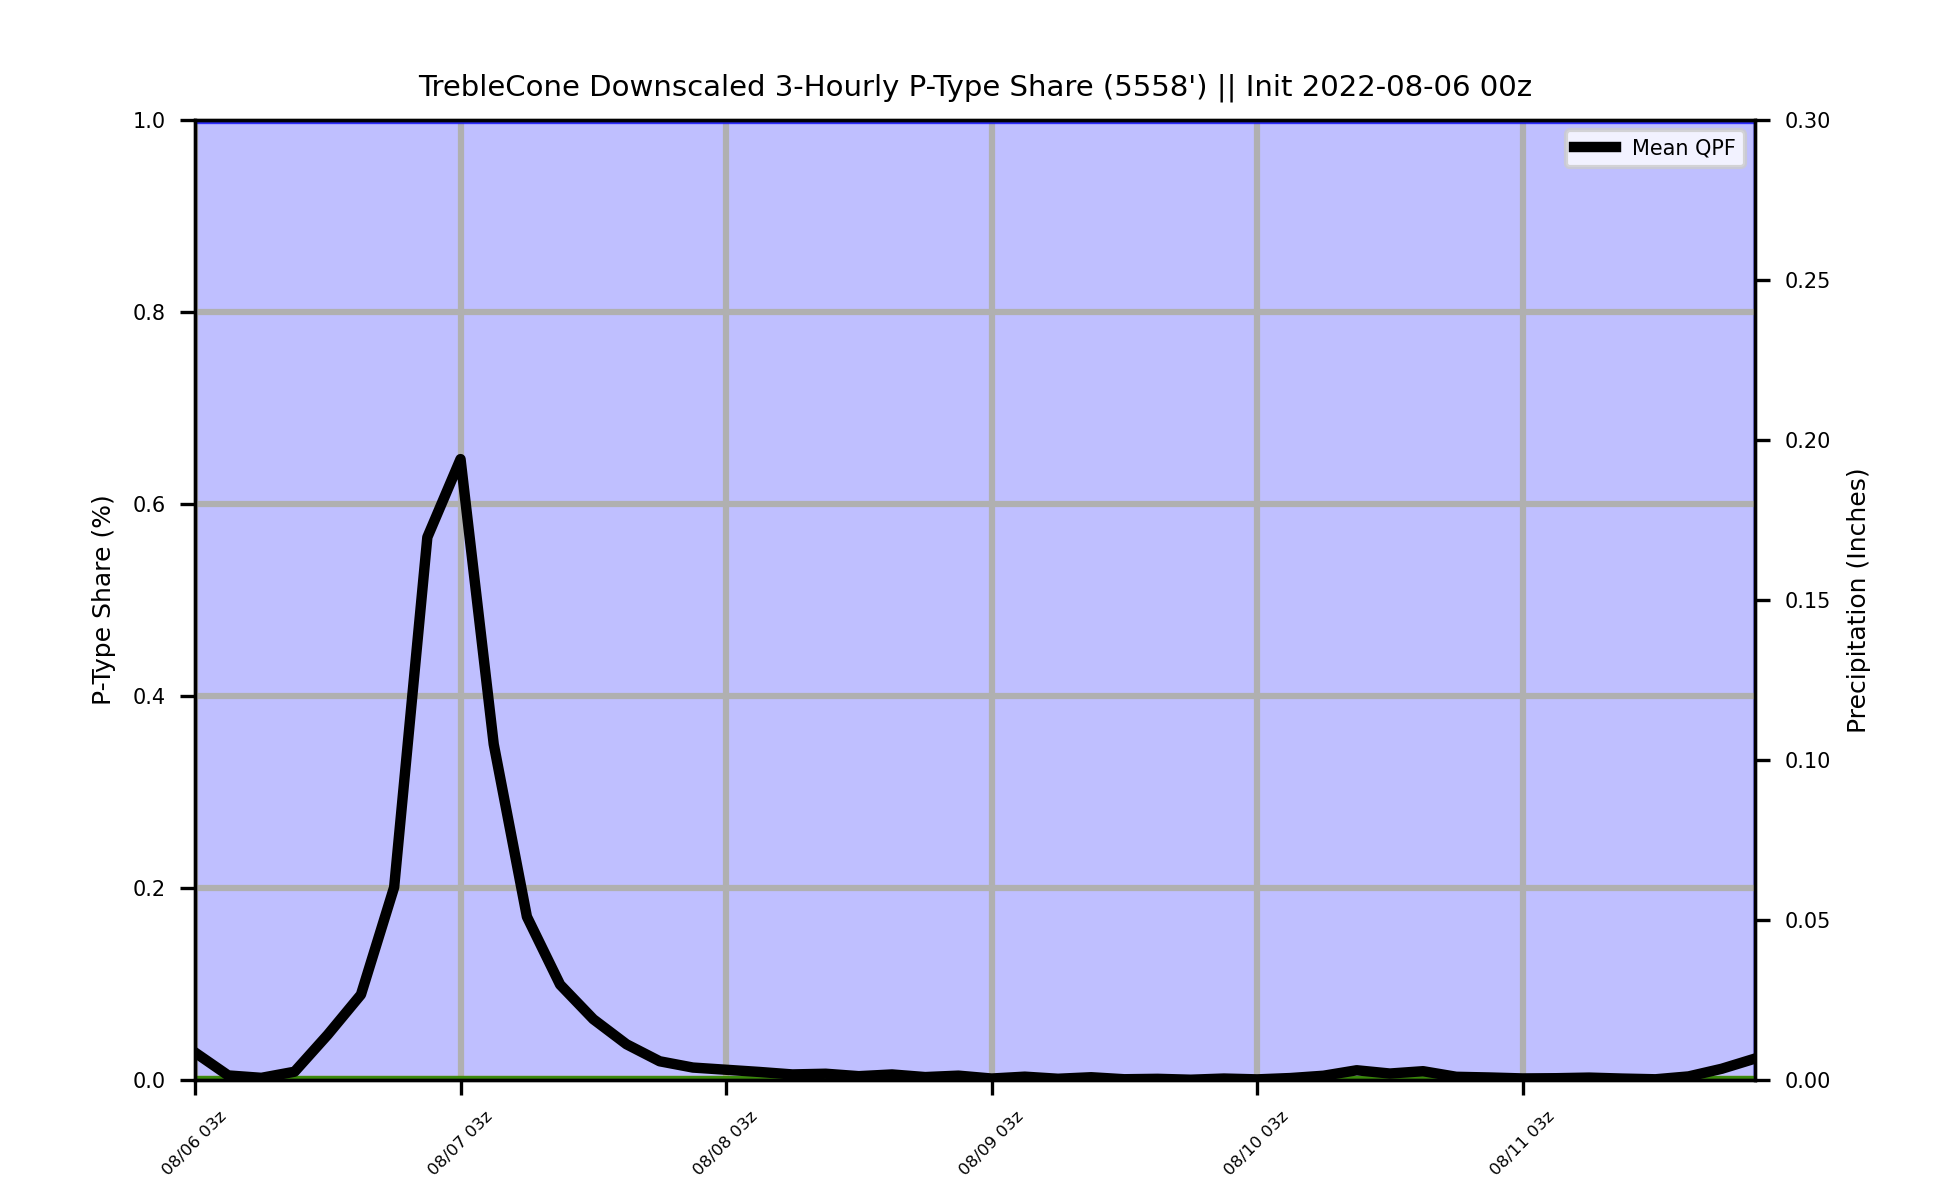 TrebleCone Downscaled 3-Hourly P-Type Share (5558') || Init 2022-08-06 00z
Mean QPF
1.0
0.8
0.6
0.4
0.2
0.0
P-Type Share (%)
0.30
0.25
0.20
0.15
0.10
0.05
0.00
Precipitation (Inches)
08/06 03z
08/07 03z
08/08 03z
08/09 03z
08/10 03z
08/11 03z